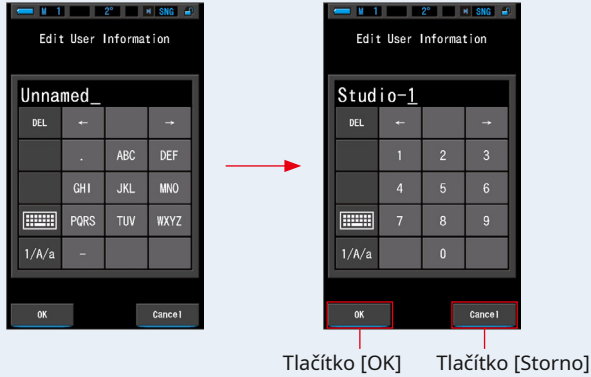 M 1 2° M SNG
Edit User Information
Unnamed_
DEL ← →
. ABC DEF
GHI JKL MNO
PQRS TUV WXYZ
1/A/a –
OK Cancel
M 1 2° M SNG
Edit User Information
Studio-1
DEL ← →
1 2 3
4 5 6
7 8 9
1/A/a 0
OK Cancel
Tlačítko [OK] Tlačítko [Storno]